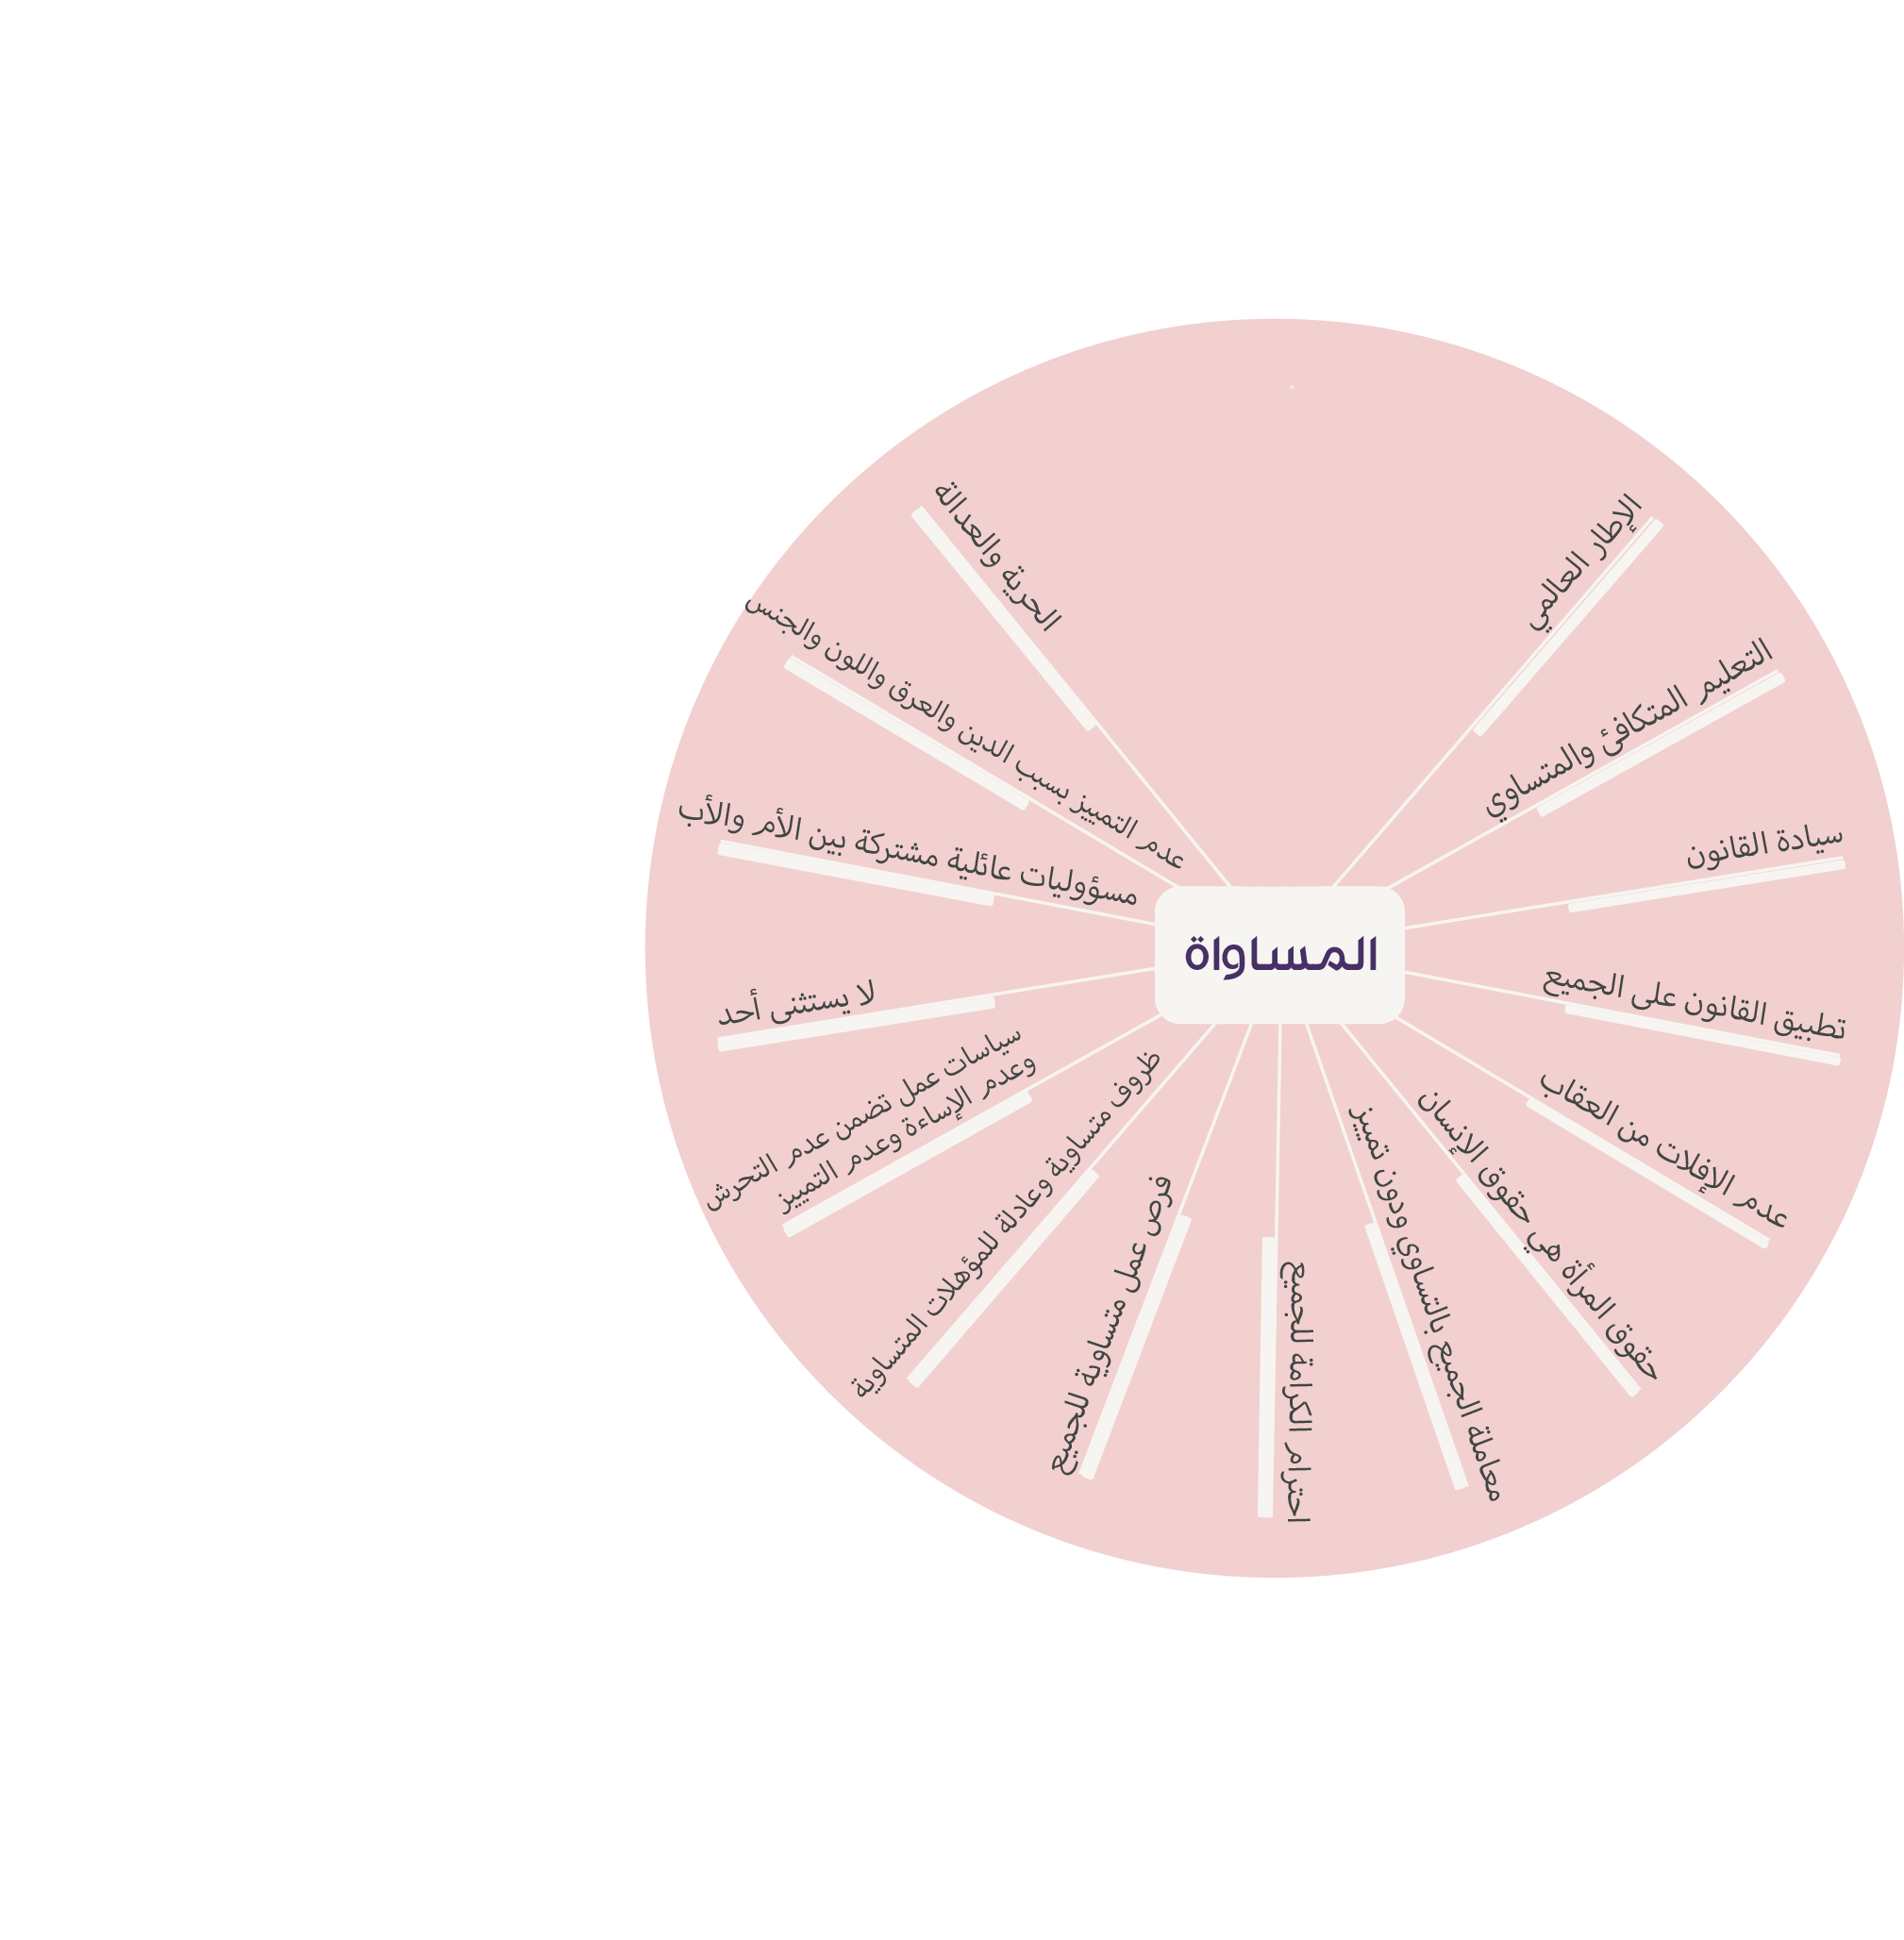 المساواة
الإطار العالمي
التعليم المتكافئ والمتساوي
سيادة القانون
تطبيق القانون على الجميع
عدم الإفلات من العقاب
حقوق المرأة هي حقوق الإنسان
معاملة الجميع بالتساوي ودون تمييز
احترام الكرامة للجميع
فرص عمل متساوية للجميع
ظروف متساوية وعادلة للمؤهلات المتساوية
سياسات عمل تضمن عدم التحرش
وعدم الإساءة وعدم التمييز
لا يستثنى أحد
مسؤوليات عائلية مشتركة بين الأم والأب
عدم التمييز بسبب الدين والعرق واللون والجنس
الحرية والعدالة